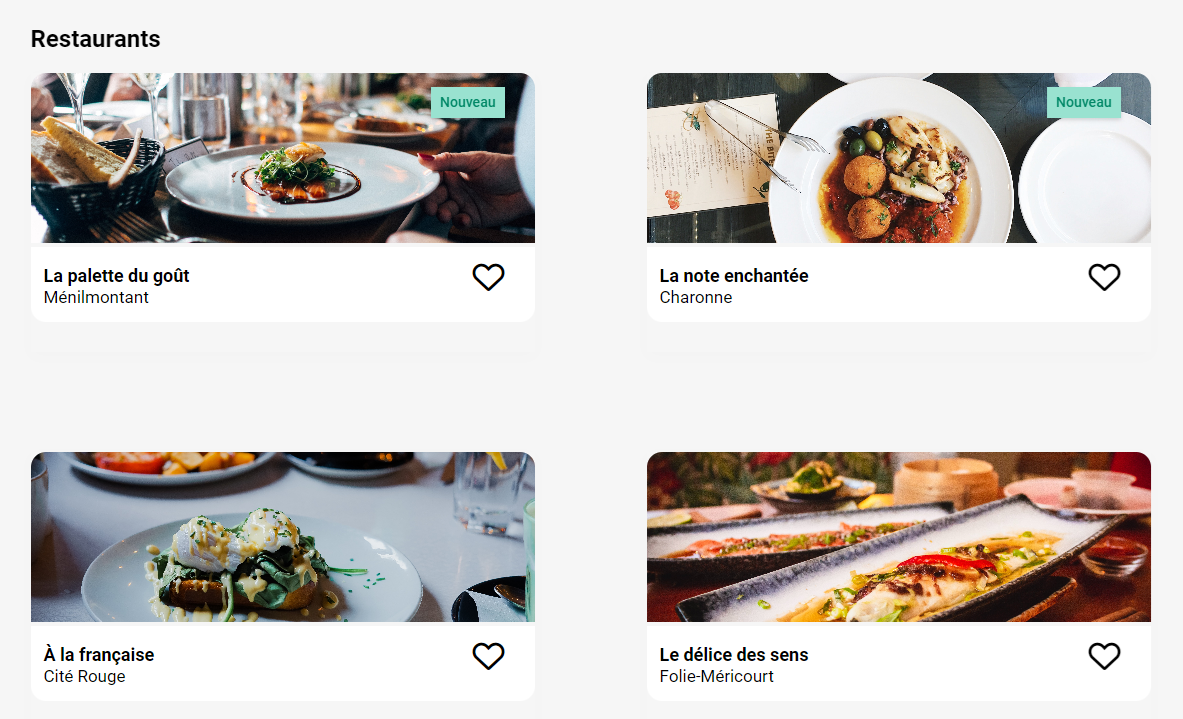 Restaurants
Nouveau
La palette du goût
Ménilmontant
Nouveau
La note enchantée
Charonne
À la française
Cité Rouge
Le délice des sens
Folie-Méricourt